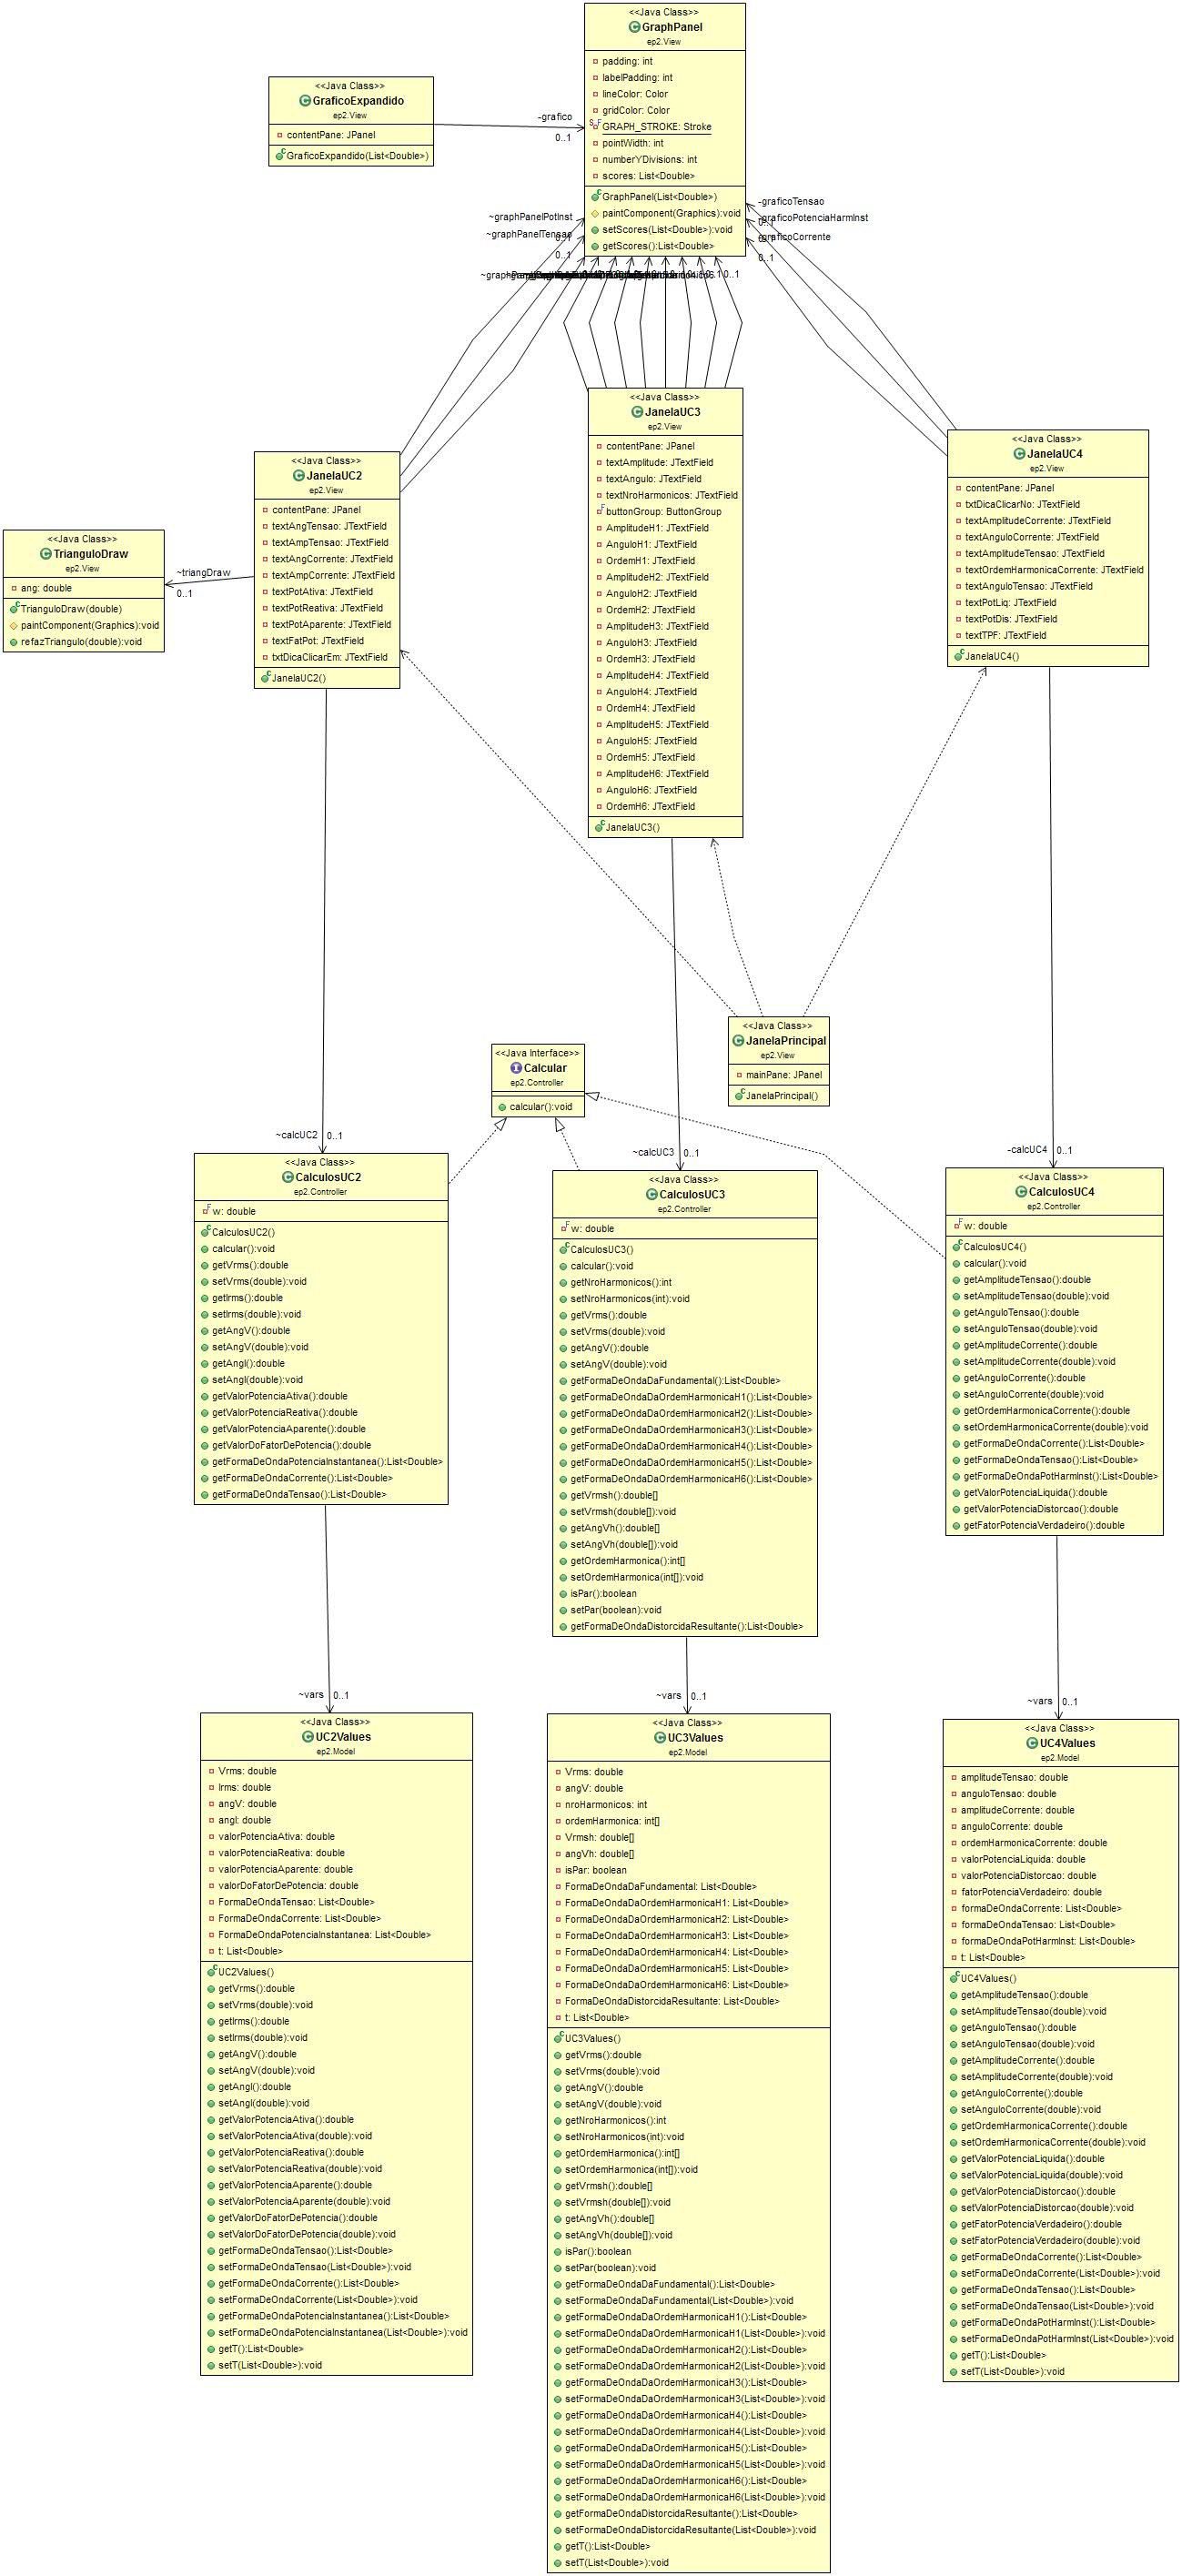 <<Java Class>>
GraphPanel
ep2.View
padding: int
labelPadding: int
lineColor: Color
gridColor: Color
GRAPH_STROKE: Stroke
pointWidth: int
numberYDivisions: int
scores: List<Double>
GraphPanel(List<Double>)
paintComponent(Graphics):void
setScores(List<Double>):void
getScores():List<Double>
<<Java Class>>
GraficoExpandido
ep2.View
contentPane: JPanel
GraficoExpandido(List<Double>)
-grafico
0..1
~graphPanelPotInst
0..1
~graphPanelTensao
0..1
-graficoTensao
0..1
graficoPotenciaHarmInst
0..1
graficoCorrente
0..1
0..1
<<Java Class>>
JanelaUC3
ep2.View
contentPane: JPanel
textAmplitude: JTextField
textAngulo: JTextField
textNroHarmonicos: JTextField
buttonGroup: ButtonGroup
AmplitudeH1: JTextField
AnguloH1: JTextField
OrdemH1: JTextField
AmplitudeH2: JTextField
AnguloH2: JTextField
OrdemH2: JTextField
AmplitudeH3: JTextField
AnguloH3: JTextField
OrdemH3: JTextField
AmplitudeH4: JTextField
AnguloH4: JTextField
OrdemH4: JTextField
AmplitudeH5: JTextField
AnguloH5: JTextField
OrdemH5: JTextField
AmplitudeH6: JTextField
AnguloH6: JTextField
OrdemH6: JTextField
JanelaUC3()
<<Java Class>>
JanelaUC4
ep2.View
contentPane: JPanel
txtDicaClicarNo: JTextField
textAmplitudeCorrente: JTextField
textAnguloCorrente: JTextField
textAmplitudeTensao: JTextField
textOrdemHarmonicaCorrente: JTextField
textAnguloTensao: JTextField
textPotLiq: JTextField
textPotDis: JTextField
textTPF: JTextField
JanelaUC4()
<<Java Class>>
JanelaUC2
ep2.View
contentPane: JPanel
textAngTensao: JTextField
textAmpTensao: JTextField
textAngCorrente: JTextField
textAmpCorrente: JTextField
textPotAtiva: JTextField
textPotReativa: JTextField
textPotAparente: JTextField
textFatPot: JTextField
txtDicaClicarEm: JTextField
JanelaUC2()
<<Java Class>>
TrianguloDraw
ep2.View
ang: double
TrianguloDraw(double)
paintComponent(Graphics):void
refazTriangulo(double):void
~triangDraw
0..1
<<Java Class>>
JanelaPrincipal
ep2.View
mainPane: JPanel
JanelaPrincipal()
<<Java Interface>>
Calcular
ep2.Controller
calcular():void
~calcUC2
0..1
~calcUC3
0..1
-calcUC4
0..1
<<Java Class>>
CalculosUC2
ep2.Controller
w: double
CalculosUC2()
calcular():void
getVrms():double
setVrms(double):void
getIrms():double
setIrms(double):void
getAngV():double
setAngV(double):void
getAngI():double
setAngI(double):void
getValorPotenciaAtiva():double
getValorPotenciaReativa():double
getValorPotenciaAparente():double
getValorDoFatorDePotencia():double
getFormaDeOndaPotenciaInstantanea():List<Double>
getFormaDeOndaCorrente():List<Double>
getFormaDeOndaTensao():List<Double>
<<Java Class>>
CalculosUC3
ep2.Controller
w: double
CalculosUC3()
calcular():void
getNroHarmonicos():int
setNroHarmonicos(int):void
getVrms():double
setVrms(double):void
getAngV():double
setAngV(double):void
getFormaDeOndaDaFundamental():List<Double>
getFormaDeOndaDaOrdemHarmonicaH1():List<Double>
getFormaDeOndaDaOrdemHarmonicaH2():List<Double>
getFormaDeOndaDaOrdemHarmonicaH3():List<Double>
getFormaDeOndaDaOrdemHarmonicaH4():List<Double>
getFormaDeOndaDaOrdemHarmonicaH5():List<Double>
getFormaDeOndaDaOrdemHarmonicaH6():List<Double>
getVrmsh():double[]
setVrmsh(double[]):void
getAngVh():double[]
setAngVh(double[]):void
getOrdemHarmonica():int[]
setOrdemHarmonica(int[]):void
isPar():boolean
setPar(boolean):void
getFormaDeOndaDistorcidaResultante():List<Double>
<<Java Class>>
CalculosUC4
ep2.Controller
w: double
CalculosUC4()
calcular():void
getAmplitudeTensao():double
setAmplitudeTensao(double):void
getAnguloTensao():double
setAnguloTensao(double):void
getAmplitudeCorrente():double
setAmplitudeCorrente(double):void
getAnguloCorrente():double
setAnguloCorrente(double):void
getOrdemHarmonicaCorrente():double
setOrdemHarmonicaCorrente(double):void
getFormaDeOndaCorrente():List<Double>
getFormaDeOndaTensao():List<Double>
getFormaDeOndaPotHarmInst():List<Double>
getValorPotenciaLiquida():double
getValorPotenciaDistorcao():double
getFatorPotenciaVerdadeiro():double
~vars
0..1
~vars
0..1
~vars
0..1
<<Java Class>>
UC2Values
ep2.Model
Vrms: double
Irms: double
angV: double
angI: double
valorPotenciaAtiva: double
valorPotenciaReativa: double
valorPotenciaAparente: double
valorDoFatorDePotencia: double
FormaDeOndaTensao: List<Double>
FormaDeOndaCorrente: List<Double>
FormaDeOndaPotenciaInstantanea: List<Double>
t: List<Double>
UC2Values()
getVrms():double
setVrms(double):void
getIrms():double
setIrms(double):void
getAngV():double
setAngV(double):void
getAngI():double
setAngI(double):void
getValorPotenciaAtiva():double
setValorPotenciaAtiva(double):void
getValorPotenciaReativa():double
setValorPotenciaReativa(double):void
getValorPotenciaAparente():double
setValorPotenciaAparente(double):void
getValorDoFatorDePotencia():double
setValorDoFatorDePotencia(double):void
getFormaDeOndaTensao():List<Double>
setFormaDeOndaTensao(List<Double>):void
getFormaDeOndaCorrente():List<Double>
setFormaDeOndaCorrente(List<Double>):void
getFormaDeOndaPotenciaInstantanea():List<Double>
setFormaDeOndaPotenciaInstantanea(List<Double>):void
getT():List<Double>
setT(List<Double>):void
<<Java Class>>
UC3Values
ep2.Model
Vrms: double
angV: double
nroHarmonicos: int
ordemHarmonica: int[]
Vrmsh: double[]
angVh: double[]
isPar: boolean
FormaDeOndaDaFundamental: List<Double>
FormaDeOndaDaOrdemHarmonicaH1: List<Double>
FormaDeOndaDaOrdemHarmonicaH2: List<Double>
FormaDeOndaDaOrdemHarmonicaH3: List<Double>
FormaDeOndaDaOrdemHarmonicaH4: List<Double>
FormaDeOndaDaOrdemHarmonicaH5: List<Double>
FormaDeOndaDaOrdemHarmonicaH6: List<Double>
FormaDeOndaDistorcidaResultante: List<Double>
t: List<Double>
UC3Values()
getVrms():double
setVrms(double):void
getAngV():double
setAngV(double):void
getNroHarmonicos():int
setNroHarmonicos(int):void
getOrdemHarmonica():int[]
setOrdemHarmonica(int[]):void
getVrmsh():double[]
setVrmsh(double[]):void
getAngVh():double[]
setAngVh(double[]):void
isPar():boolean
setPar(boolean):void
getFormaDeOndaDaFundamental():List<Double>
setFormaDeOndaDaFundamental(List<Double>):void
getFormaDeOndaDaOrdemHarmonicaH1():List<Double>
setFormaDeOndaDaOrdemHarmonicaH1(List<Double>):void
getFormaDeOndaDaOrdemHarmonicaH2():List<Double>
setFormaDeOndaDaOrdemHarmonicaH2(List<Double>):void
getFormaDeOndaDaOrdemHarmonicaH3():List<Double>
setFormaDeOndaDaOrdemHarmonicaH3(List<Double>):void
getFormaDeOndaDaOrdemHarmonicaH4():List<Double>
setFormaDeOndaDaOrdemHarmonicaH4(List<Double>):void
getFormaDeOndaDaOrdemHarmonicaH5():List<Double>
setFormaDeOndaDaOrdemHarmonicaH5(List<Double>):void
getFormaDeOndaDaOrdemHarmonicaH6():List<Double>
setFormaDeOndaDaOrdemHarmonicaH6(List<Double>):void
getFormaDeOndaDistorcidaResultante():List<Double>
setFormaDeOndaDistorcidaResultante(List<Double>):void
getT():List<Double>
setT(List<Double>):void
<<Java Class>>
UC4Values
ep2.Model
amplitudeTensao: double
anguloTensao: double
amplitudeCorrente: double
anguloCorrente: double
ordemHarmonicaCorrente: double
valorPotenciaLiquida: double
valorPotenciaDistorcao: double
fatorPotenciaVerdadeiro: double
formaDeOndaCorrente: List<Double>
formaDeOndaTensao: List<Double>
formaDeOndaPotHarmInst: List<Double>
t: List<Double>
UC4Values()
getAmplitudeTensao():double
setAmplitudeTensao(double):void
getAnguloTensao():double
setAnguloTensao(double):void
getAmplitudeCorrente():double
setAmplitudeCorrente(double):void
getAnguloCorrente():double
setAnguloCorrente(double):void
getOrdemHarmonicaCorrente():double
setOrdemHarmonicaCorrente(double):void
getValorPotenciaLiquida():double
setValorPotenciaLiquida(double):void
getValorPotenciaDistorcao():double
setValorPotenciaDistorcao(double):void
getFatorPotenciaVerdadeiro():double
setFatorPotenciaVerdadeiro(double):void
getFormaDeOndaCorrente():List<Double>
setFormaDeOndaCorrente(List<Double>):void
getFormaDeOndaTensao():List<Double>
setFormaDeOndaTensao(List<Double>):void
getFormaDeOndaPotHarmInst():List<Double>
setFormaDeOndaPotHarmInst(List<Double>):void
getT():List<Double>
setT(List<Double>):void